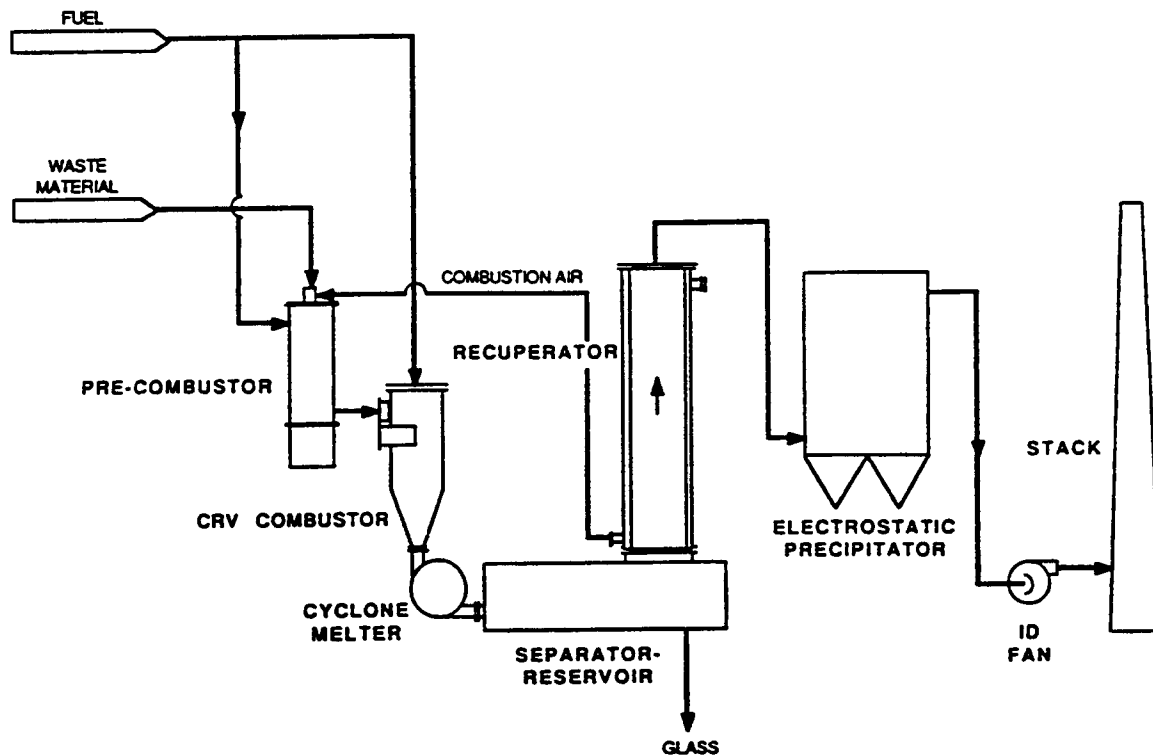 FUEL
WASTE
MATERIAL
COMBUSTION AIR
RECUPERATOR
PRE-COMBUSTOR
STACK
CRV COMBUSTOR
ELECTROSTATIC
PRECIPITATOR
CYCLONE
MELTER
SEPARATOR-
RESERVOIR
ID
FAN
GLASS